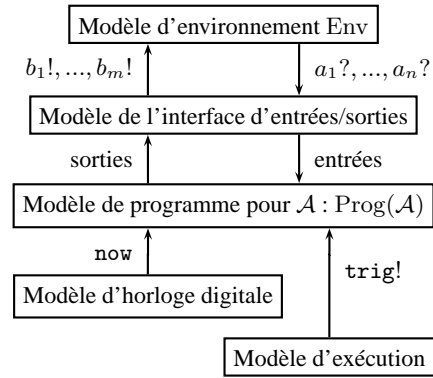 Modèle d'environnement Env
b₁!, ..., bₘ! a₁?, ..., aₙ?
Modèle de l'interface d'entrées/sorties
sorties entrées
Modèle de programme pour 𝒜 : Prog(𝒜)
now
trig!
Modèle d'horloge digitale
Modèle d'exécution